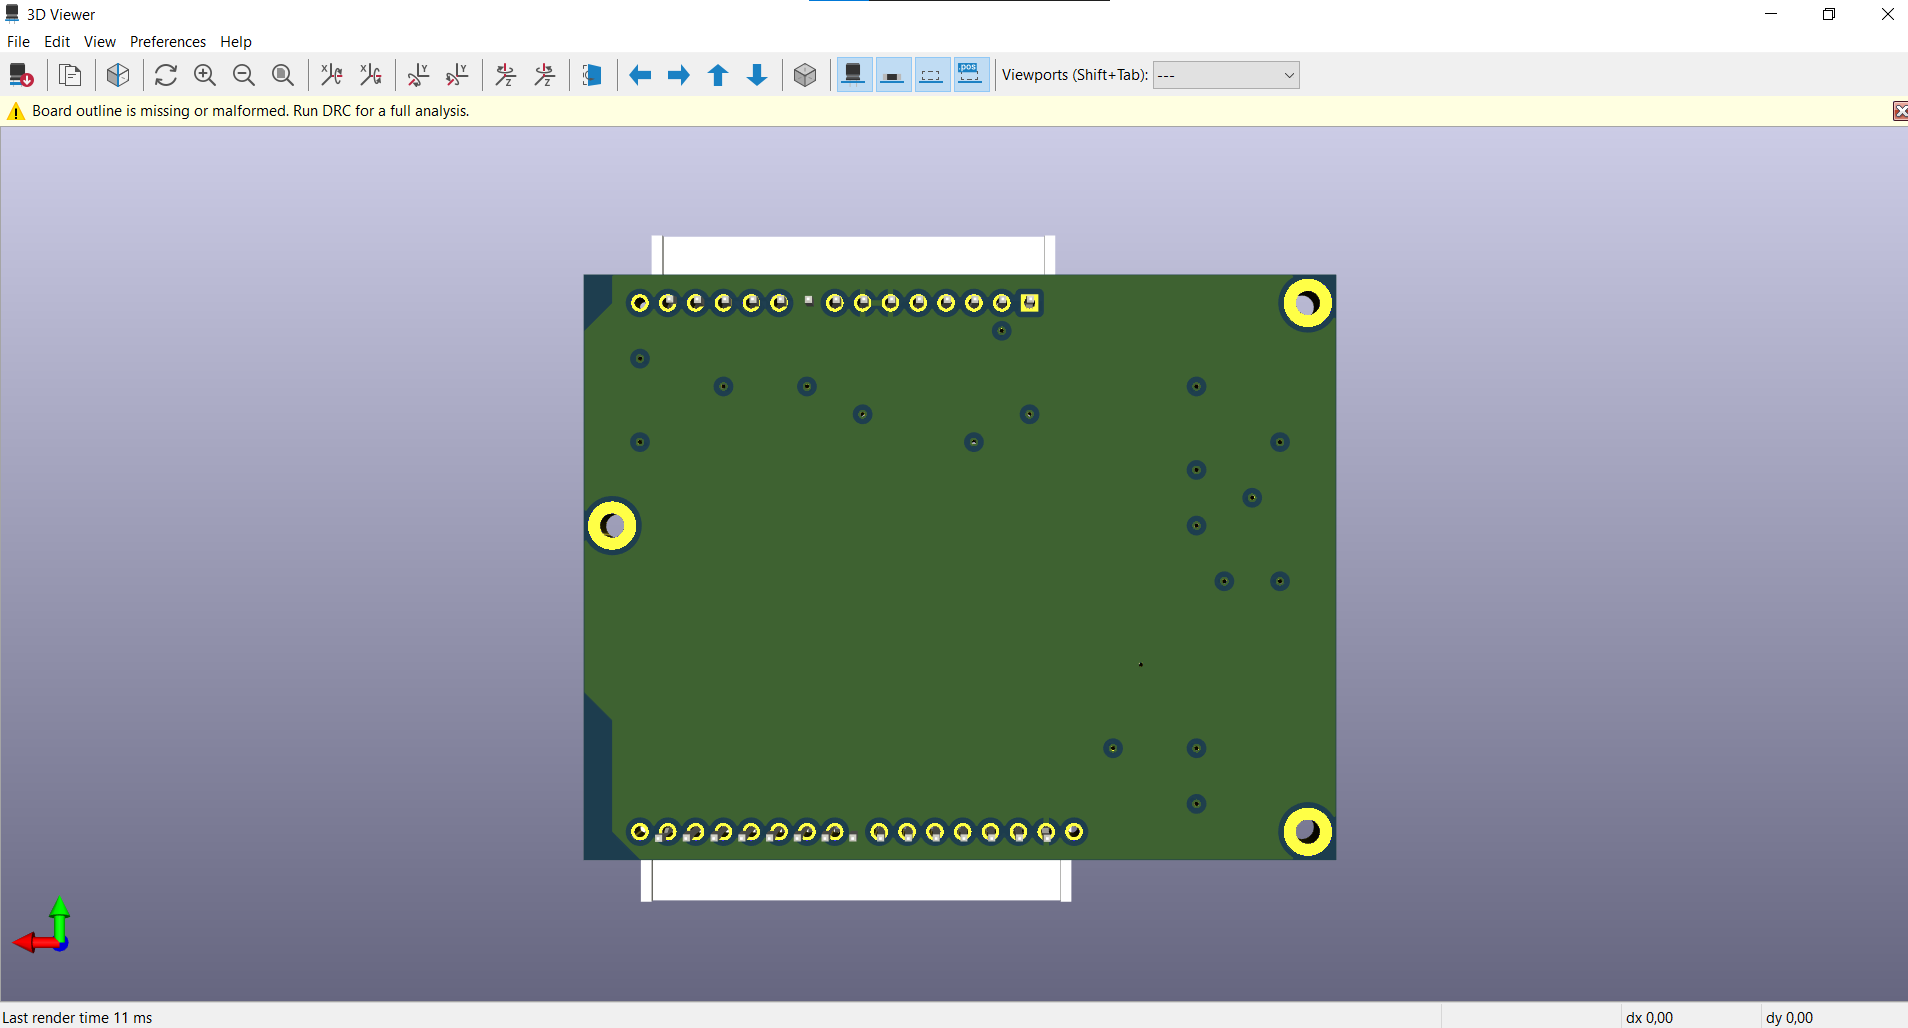 3D Viewer
File Edit View Preferences Help
X X Y Y Z Z pos Viewports (Shift+Tab): ---
Board outline is missing or malformed. Run DRC for a full analysis.
Last render time 11 ms dx 0,00 dy 0,00